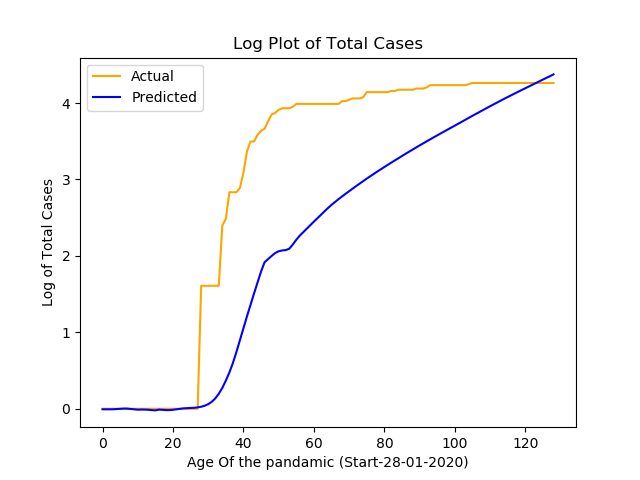 Log Plot of Total Cases
Actual
Predicted
4
3
2
1
0
Log of Total Cases
0 20 40 60 80 100 120
Age Of the pandamic (Start-28-01-2020)